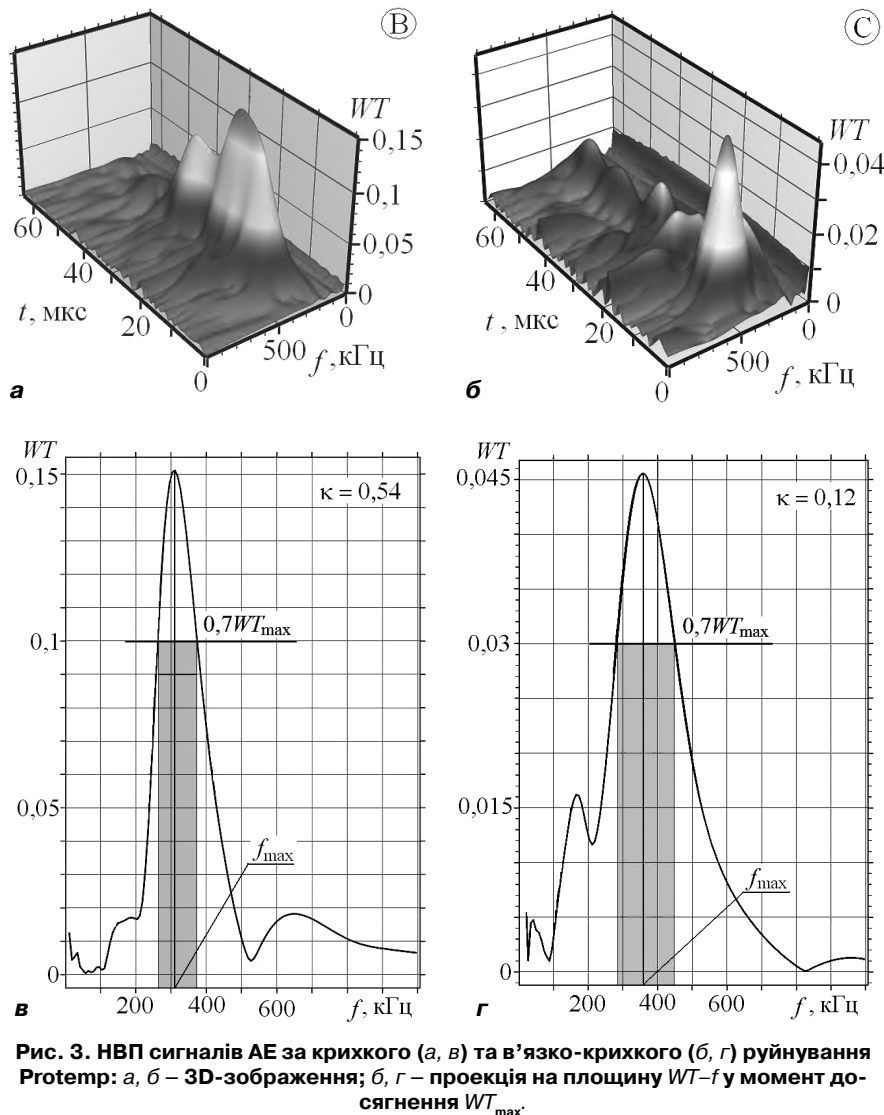 B
WT
0,15
0,1
0,05
0
60
40
20
0
t, мкс
500
0
f, кГц
а
C
WT
0,04
0,02
0
60
40
20
0
t, мкс
500
0
f, кГц
б
WT
0,15
κ = 0,54
0,7WTmax
0,1
0,05
fmax
0
200 400 600 f, кГц
в
WT
0,045
κ = 0,12
0,7WTmax
0,03
0,015
fmax
0
200 400 600 f, кГц
г
Рис. 3. НВП сигналів АЕ за крихкого (а, в) та в’язко-крихкого (б, г) руйнування
Protemp: а, б – 3D-зображення; б, г – проекція на площину WT–f у момент до-
сягнення WTmax.